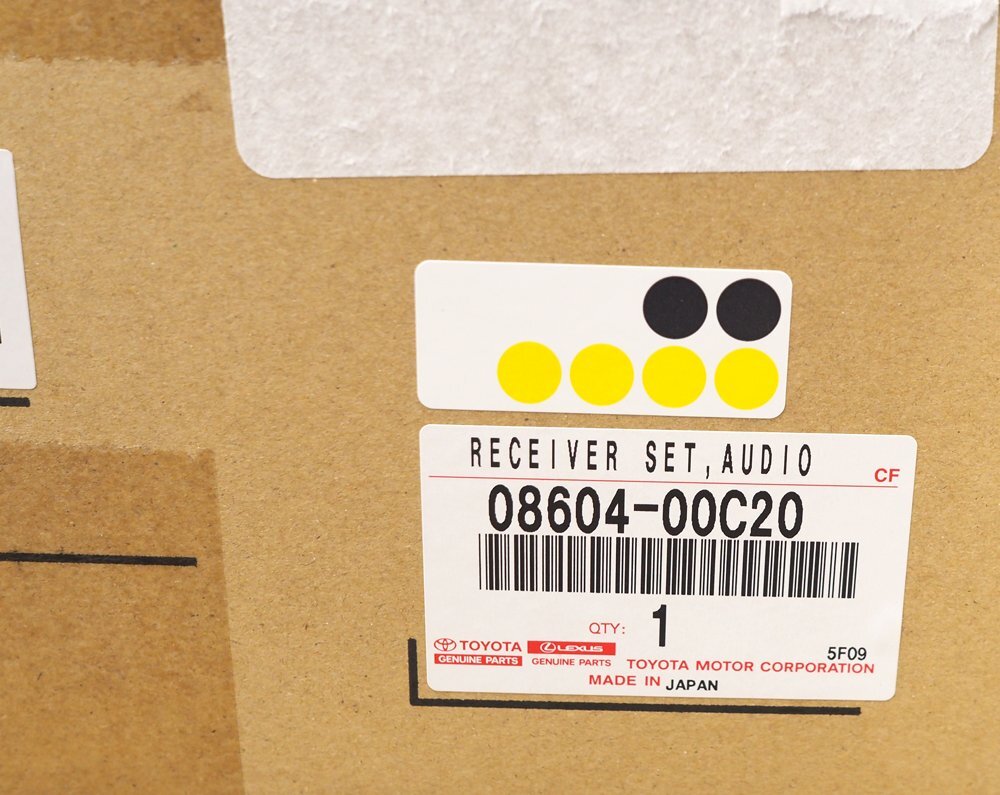 RECEIVER SET,AUDIO
CF
08604-00C20
QTY: 1
5F09
TOYOTA
GENUINE PARTS
LEXUS
GENUINE PARTS
TOYOTA MOTOR CORPORATION
MADE IN JAPAN